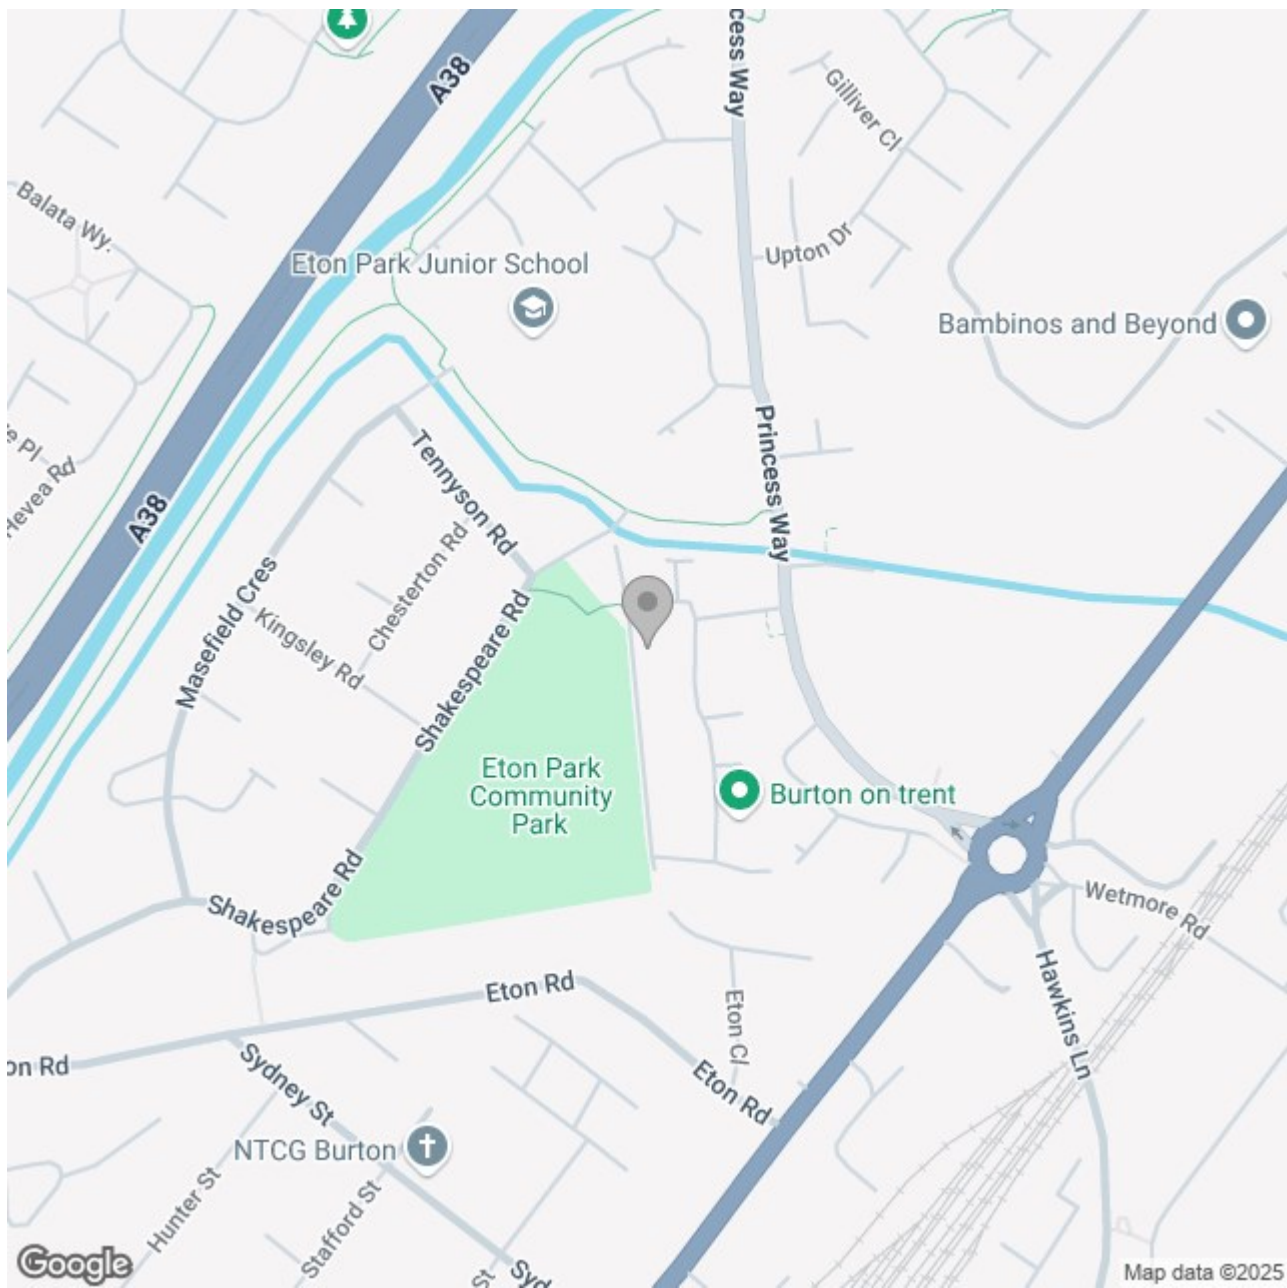 A38
cess Way
Gilliver Cl
Balata Wy.
Upton Dr
Eton Park Junior School
Bambinos and Beyond
e Pl
Hevea Rd
A38
Tennyson Rd
Princess Way
Chesterton Rd
Masefield Cres
Kingsley Rd
Shakespeare Rd
Eton Park
Community
Park
Burton on trent
Shakespeare Rd
Wetmore Rd
Eton Rd
Hawkins Ln
Eton Cl
on Rd
Sydney St
Eton Rd
NTCG Burton
Hunter St
Stafford St
St
Syd
Google
Map data ©2025